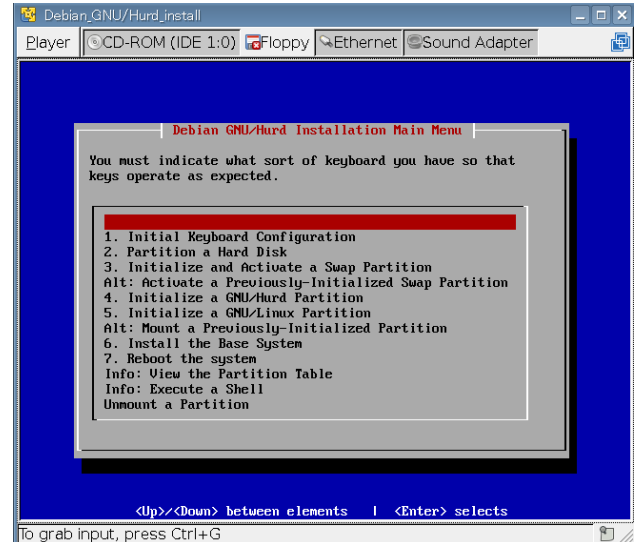 Debian_GNU/Hurd_install
Player CD-ROM (IDE 1:0) Floppy Ethernet Sound Adapter
Debian GNU/Hurd Installation Main Menu
You must indicate what sort of keyboard you have so that
keys operate as expected.
1. Initial Keyboard Configuration
2. Partition a Hard Disk
3. Initialize and Activate a Swap Partition
Alt: Activate a Previously-Initialized Swap Partition
4. Initialize a GNU/Hurd Partition
5. Initialize a GNU/Linux Partition
Alt: Mount a Previously-Initialized Partition
6. Install the Base System
7. Reboot the system
Info: View the Partition Table
Info: Execute a Shell
Unmount a Partition
<Up>/<Down> between elements | <Enter> selects
To grab input, press Ctrl+G